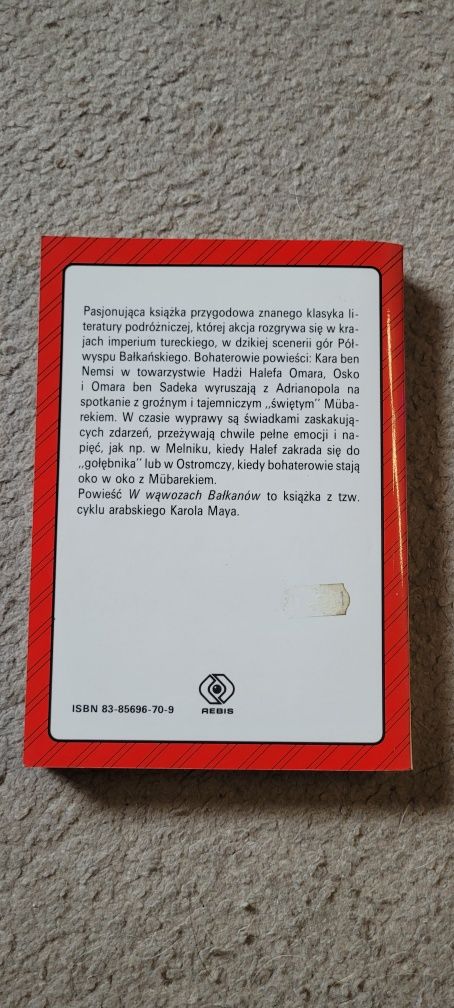 Pasjonująca książka przygodowa znanego klasyka li-
teratury podróżniczej, której akcja rozgrywa się w kra-
jach imperium tureckiego, w dzikiej scenerii gór Pół-
wyspu Bałkańskiego. Bohaterowie powieści: Kara ben
Nemsi w towarzystwie Hadżi Halefa Omara, Osko
i Omara ben Sadeka wyruszają z Adrianopola na
spotkanie z groźnym i tajemniczym ,,świętym" Müba-
rekiem. W czasie wyprawy są świadkami zaskakują-
cych zdarzeń, przeżywają chwile pełne emocji i na-
pięć, jak np. w Melniku, kiedy Halef zakrada się do
,,gołębnika" lub w Ostromczy, kiedy bohaterowie stają
oko w oko z Mübarekiem.
Powieść W wąwozach Bałkanów to książka z tzw.
cyklu arabskiego Karola Maya.
ISBN 83-85696-70-9
REBIS